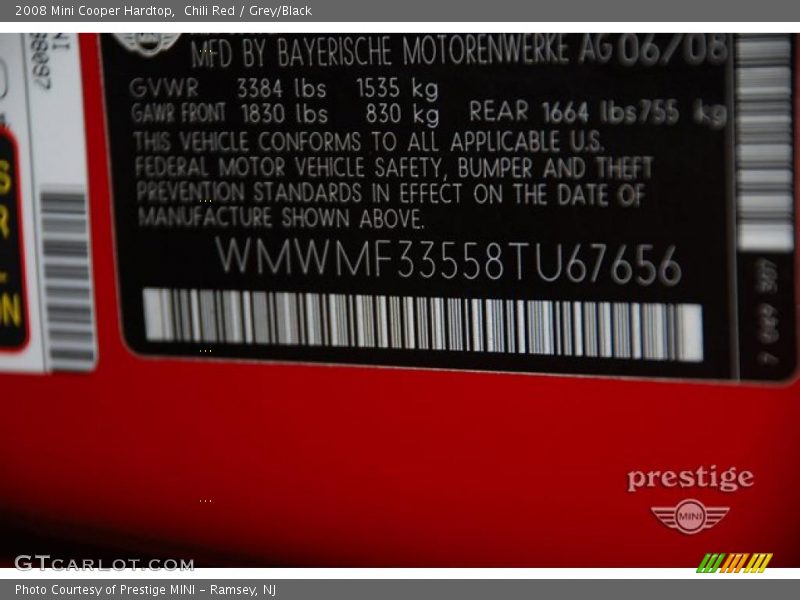 2008 Mini Cooper Hardtop,  Chili Red / Grey/Black
MFD BY BAYERISCHE MOTORENWERKE AG 06/08
GVWR 3384 lbs 1535 kg
GAWR FRONT 1830 lbs 830 kg REAR 1664 lbs 755 kg
THIS VEHICLE CONFORMS TO ALL APPLICABLE U.S.
FEDERAL MOTOR VEHICLE SAFETY, BUMPER AND THEFT
PREVENTION STANDARDS IN EFFECT ON THE DATE OF
MANUFACTURE SHOWN ABOVE.
WMWMF33558TU67656
prestige
MINI
GTCARLOT.COM
Photo Courtesy of Prestige MINI – Ramsey, NJ